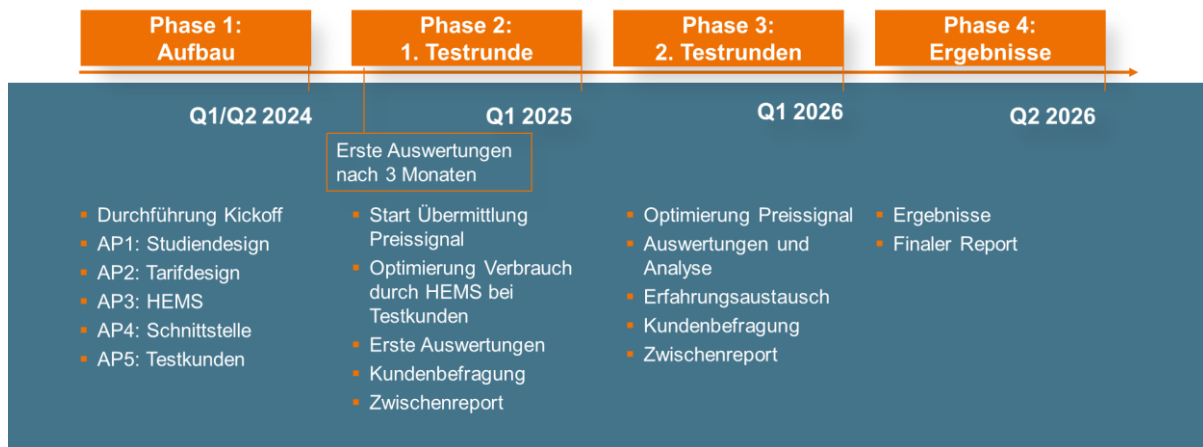 Phase 1:
Aufbau
Phase 2:
1. Testrunde
Phase 3:
2. Testrunden
Phase 4:
Ergebnisse
Q1/Q2 2024
Q1 2025
Q1 2026
Q2 2026
Erste Auswertungen
nach 3 Monaten
Durchführung Kickoff
AP1: Studiendesign
AP2: Tarifdesign
AP3: HEMS
AP4: Schnittstelle
AP5: Testkunden
Start Übermittlung
Preissignal
Optimierung Verbrauch
durch HEMS bei
Testkunden
Erste Auswertungen
Kundenbefragung
Zwischenreport
Optimierung Preissignal
Auswertungen und
Analyse
Erfahrungsaustausch
Kundenbefragung
Zwischenreport
Ergebnisse
Finaler Report